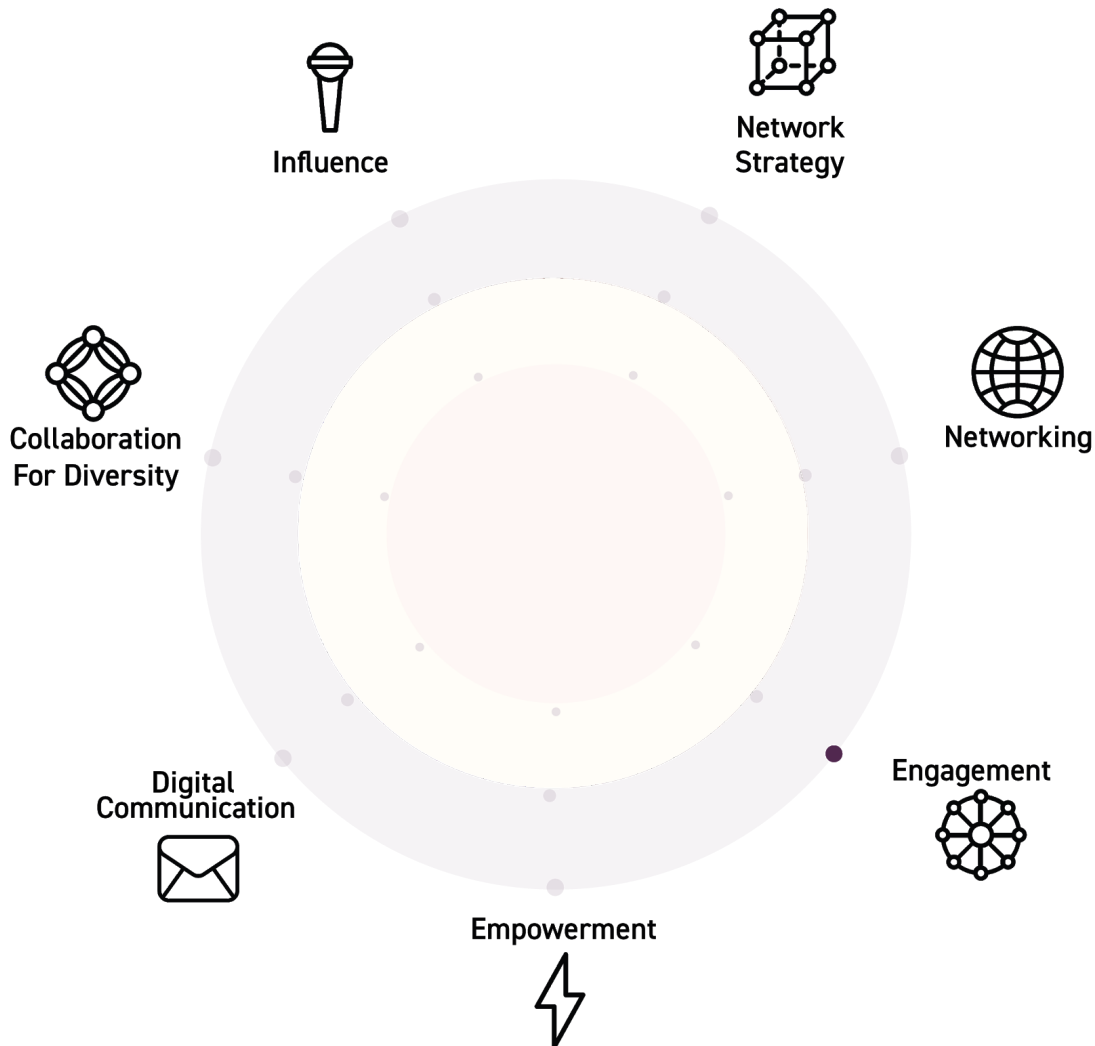 Influence
Network
Strategy
Collaboration
For Diversity
Networking
Digital
Communication
Engagement
Empowerment